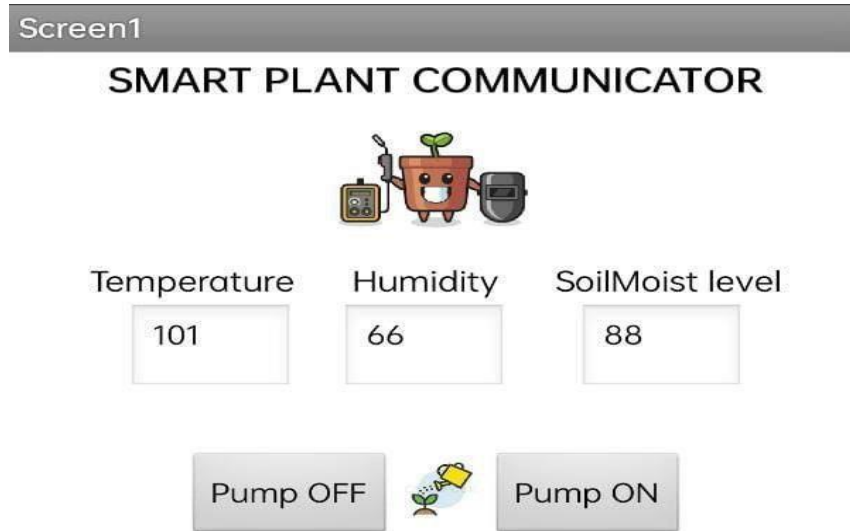 Screen1
SMART PLANT COMMUNICATOR
Temperature Humidity SoilMoist level
101 66 88
Pump OFF Pump ON